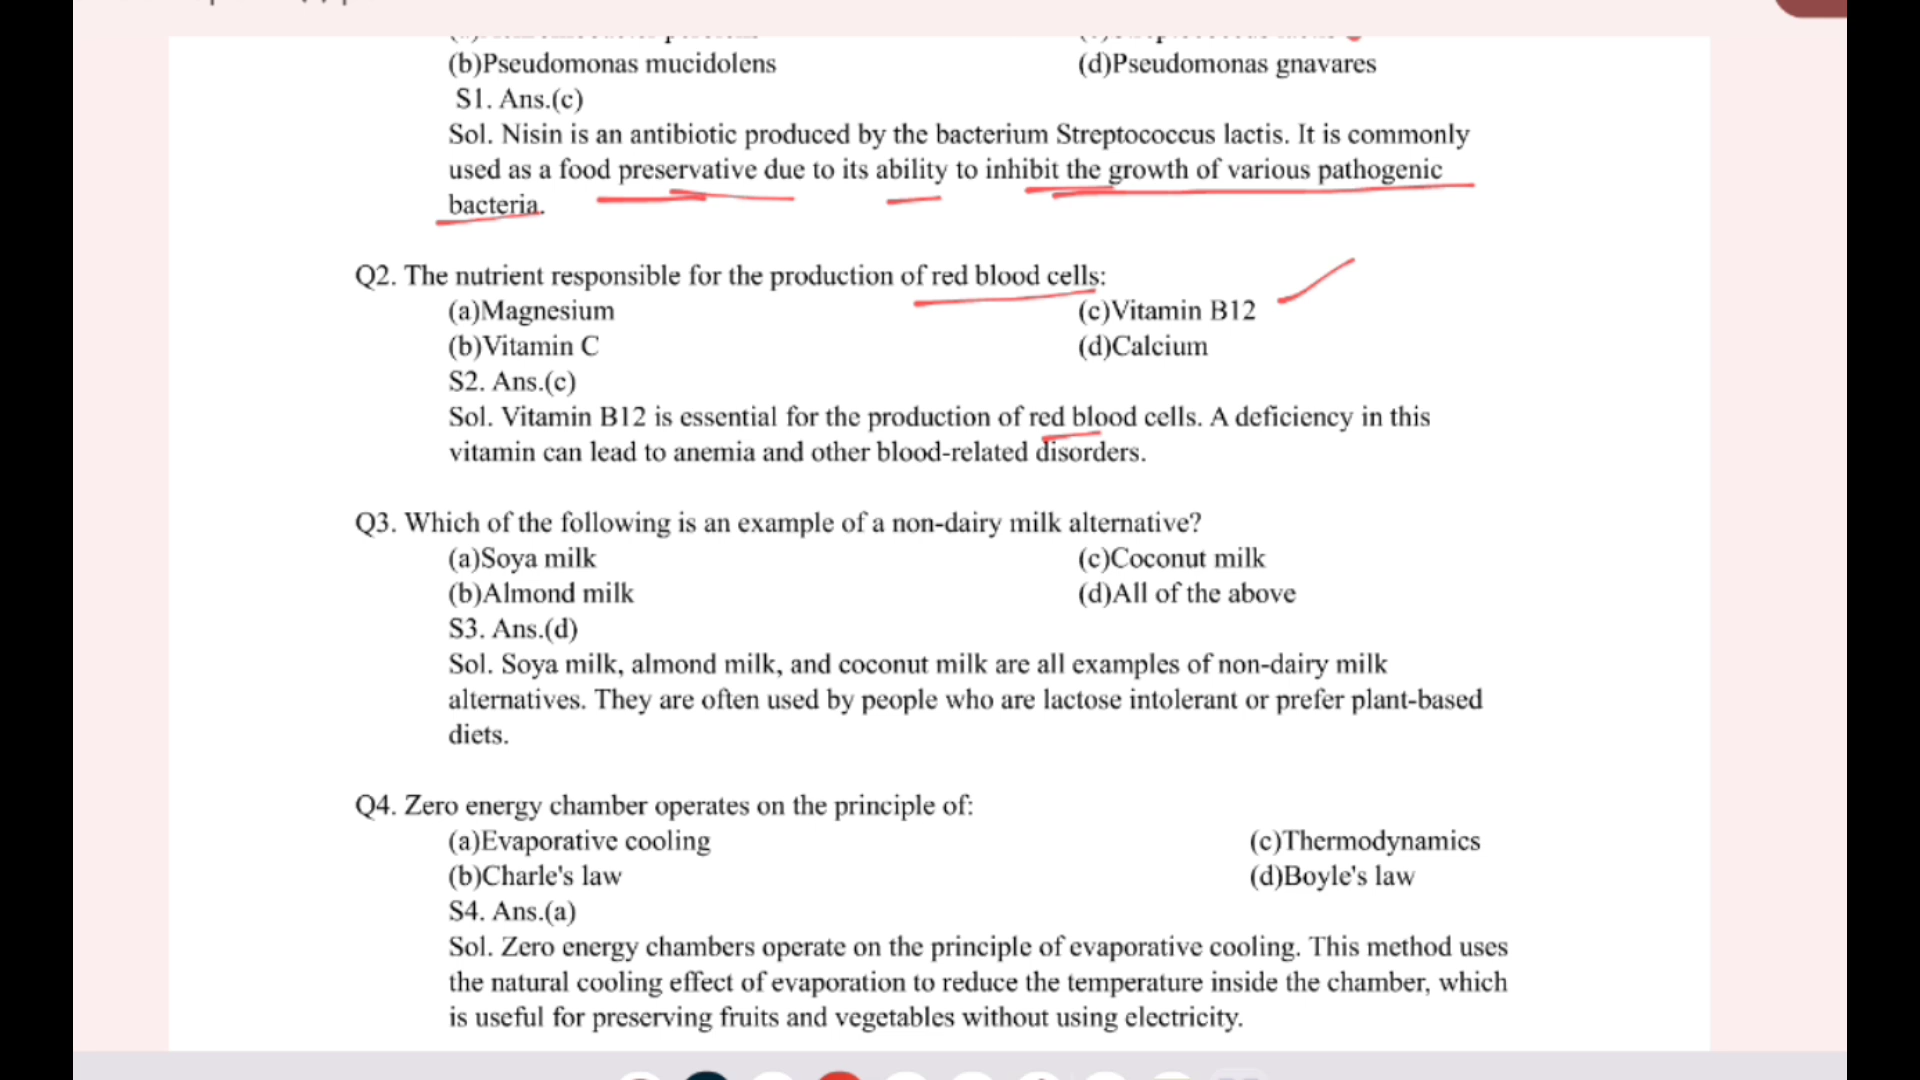 (b)Pseudomonas mucidolens
(d)Pseudomonas gnavares
S1. Ans.(c)
Sol. Nisin is an antibiotic produced by the bacterium Streptococcus lactis. It is commonly
used as a food preservative due to its ability to inhibit the growth of various pathogenic
bacteria.
Q2. The nutrient responsible for the production of red blood cells:
(a)Magnesium
(c)Vitamin B12
(b)Vitamin C
(d)Calcium
S2. Ans.(c)
Sol. Vitamin B12 is essential for the production of red blood cells. A deficiency in this
vitamin can lead to anemia and other blood-related disorders.
Q3. Which of the following is an example of a non-dairy milk alternative?
(a)Soya milk
(c)Coconut milk
(b)Almond milk
(d)All of the above
S3. Ans.(d)
Sol. Soya milk, almond milk, and coconut milk are all examples of non-dairy milk
alternatives. They are often used by people who are lactose intolerant or prefer plant-based
diets.
Q4. Zero energy chamber operates on the principle of:
(a)Evaporative cooling
(c)Thermodynamics
(b)Charle's law
(d)Boyle's law
S4. Ans.(a)
Sol. Zero energy chambers operate on the principle of evaporative cooling. This method uses
the natural cooling effect of evaporation to reduce the temperature inside the chamber, which
is useful for preserving fruits and vegetables without using electricity.